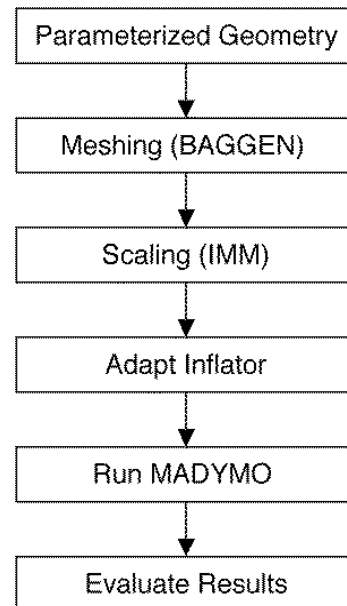 Parameterized Geometry
Meshing (BAGGEN)
Scaling (IMM)
Adapt Inflator
Run MADYMO
Evaluate Results